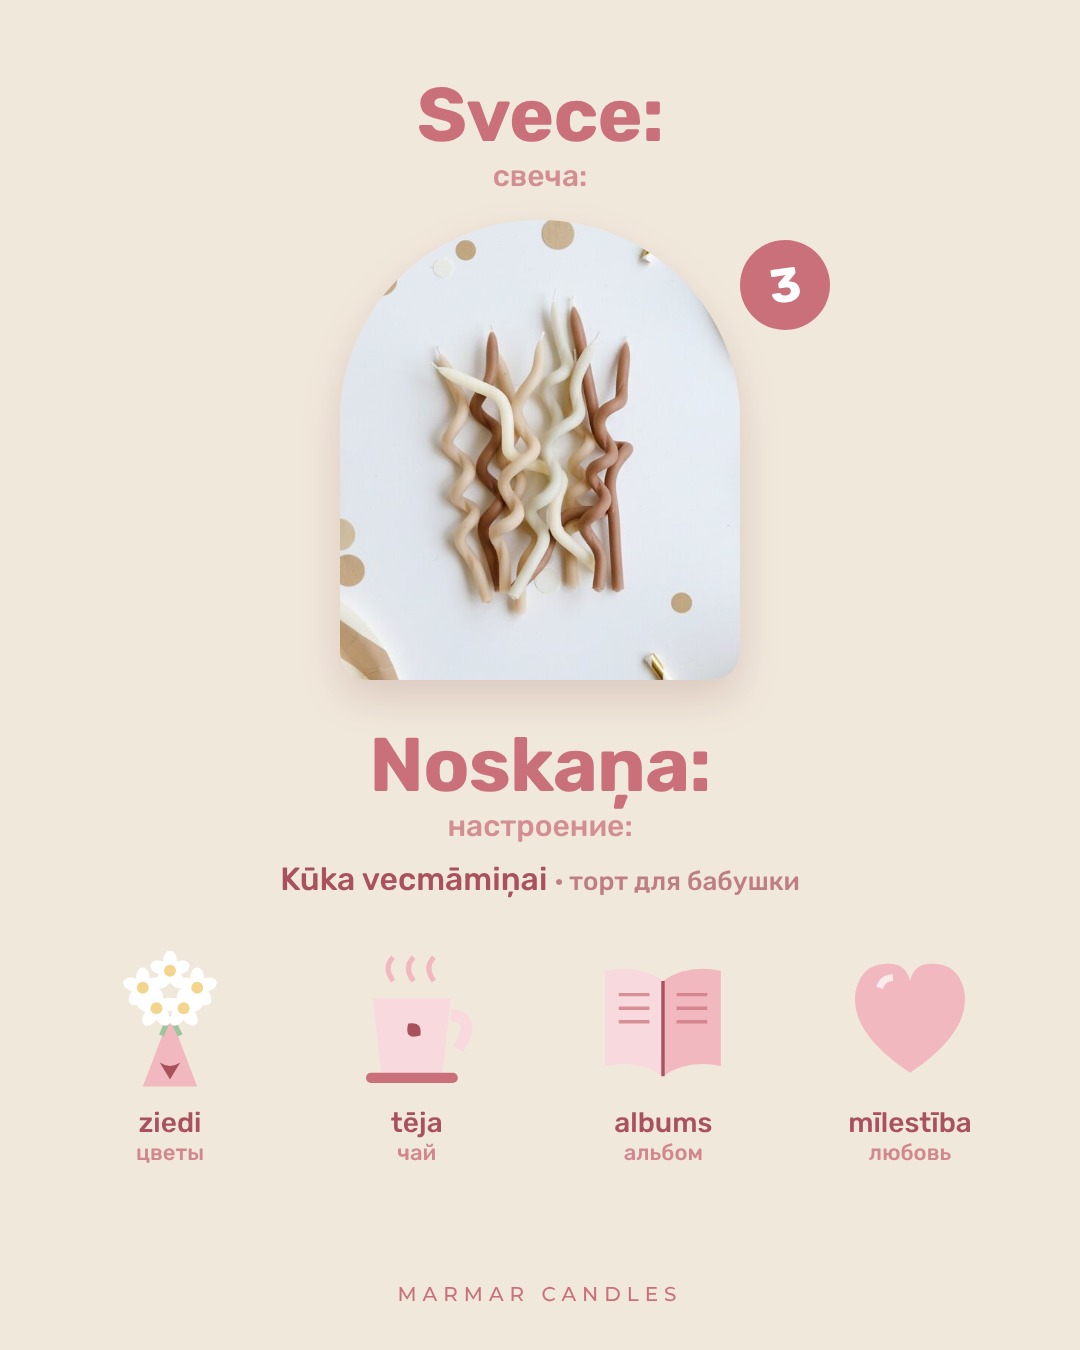 Svece:
свеча:
3
Noskaņa:
настроение:
Kūka vecmāmiņai • торт для бабушки
ziedi
цветы
tēja
чай
albums
альбом
mīlestība
любовь
MARMAR CANDLES